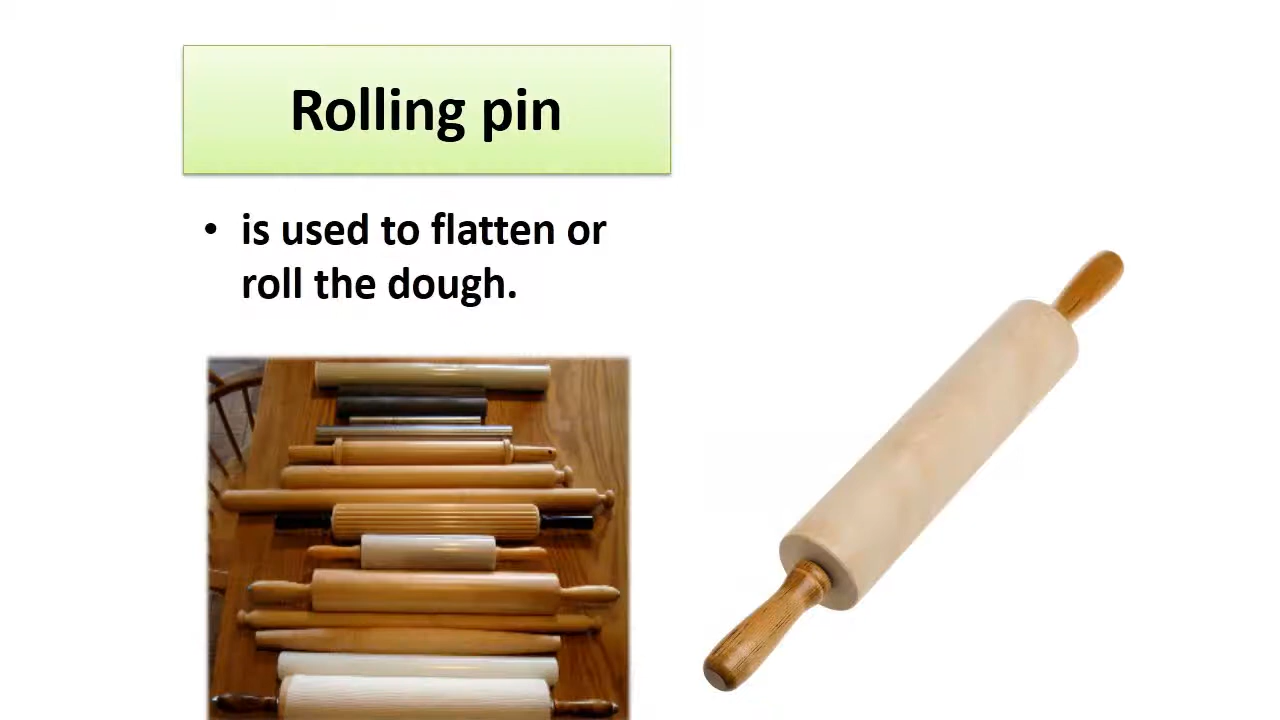 Rolling pin
• is used to flatten or
roll the dough.